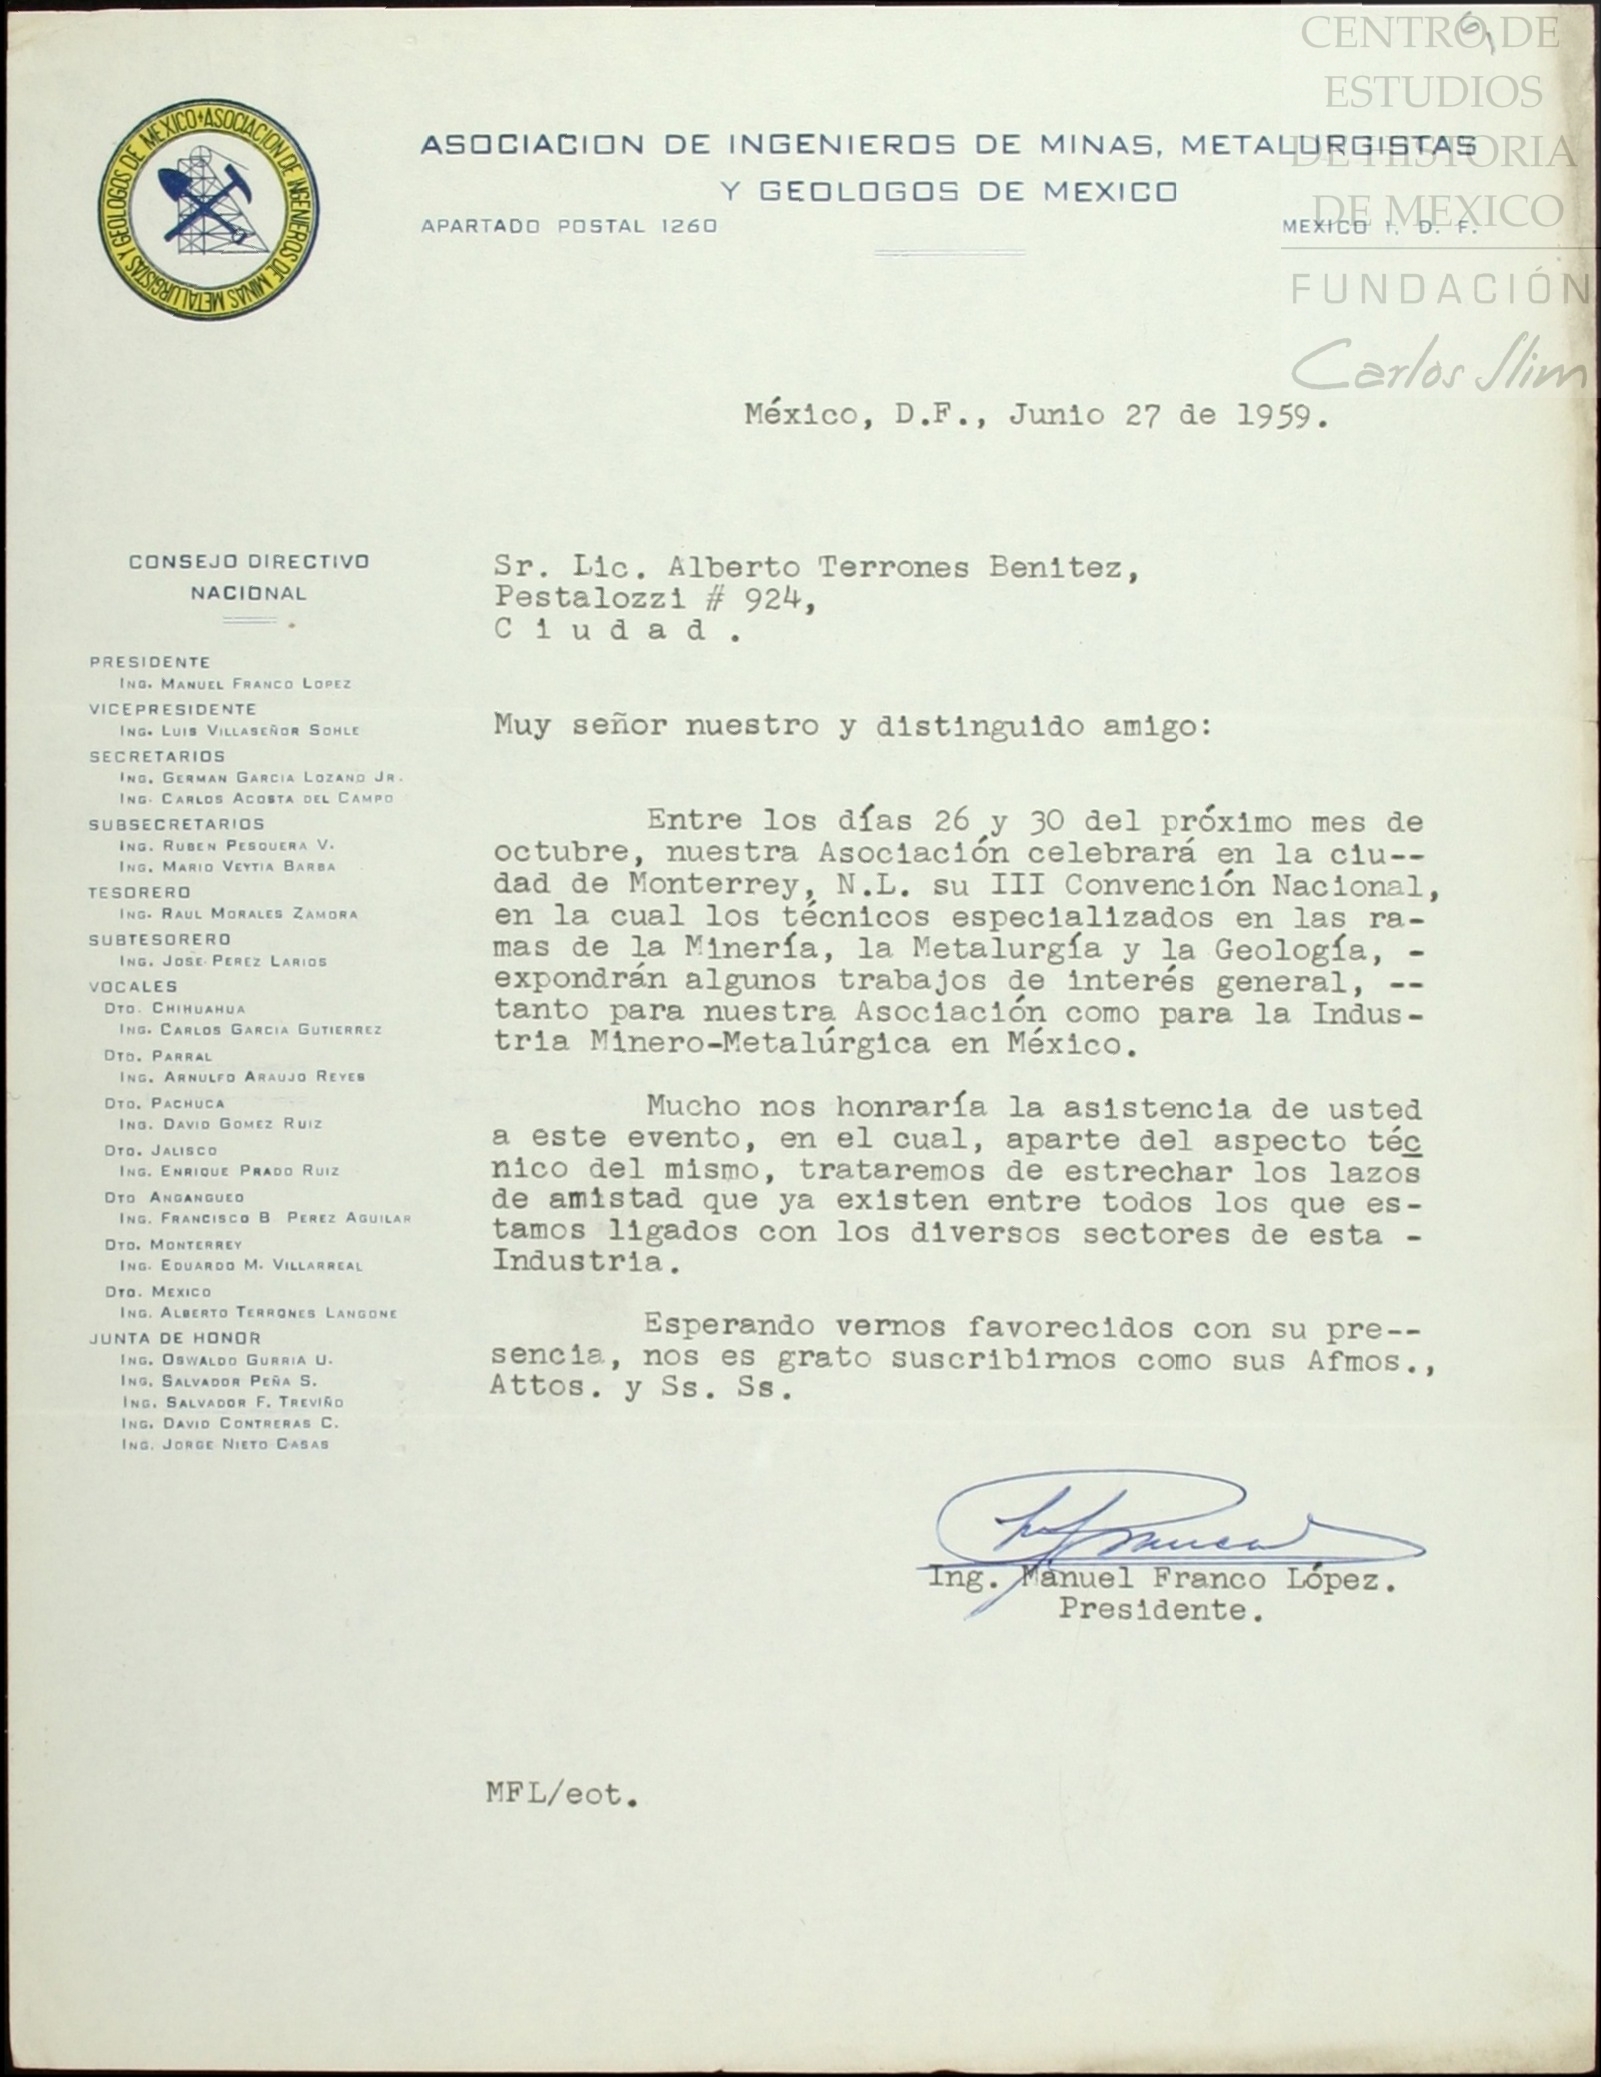 6,
CENTRO DE
ESTUDIOS
DE HISTORIA
DE MEXICO
FUNDACIÓN
Carlos Slim
ASOCIACION DE INGENIEROS DE MINAS METALURGISTAS Y GEOLOGOS DE MEXICO
ASOCIACION DE INGENIEROS DE MINAS, METALURGISTAS
Y GEOLOGOS DE MEXICO
APARTADO POSTAL 1260
MEXICO 1, D. F.
México, D.F., Junio 27 de 1959.
CONSEJO DIRECTIVO
NACIONAL
PRESIDENTE
ING. MANUEL FRANCO LOPEZ
VICEPRESIDENTE
ING. LUIS VILLASEÑOR SOHLE
SECRETARIOS
ING. GERMAN GARCIA LOZANO JR.
ING. CARLOS ACOSTA DEL CAMPO
SUBSECRETARIOS
ING. RUBEN PESQUERA V.
ING. MARIO VEYTIA BARBA
TESORERO
ING. RAUL MORALES ZAMORA
SUBTESORERO
ING. JOSE PEREZ LARIOS
VOCALES
DTO. CHIHUAHUA
ING. CARLOS GARCIA GUTIERREZ
DTO. PARRAL
ING. ARNULFO ARAUJO REYES
DTO. PACHUCA
ING. DAVID GOMEZ RUIZ
DTO. JALISCO
ING. ENRIQUE PRADO RUIZ
DTO ANGANGUEO
ING. FRANCISCO B PEREZ AGUILAR
DTO. MONTERREY
ING. EDUARDO M. VILLARREAL
DTO. MEXICO
ING. ALBERTO TERRONES LANGONE
JUNTA DE HONOR
ING. OSWALDO GURRIA U.
ING. SALVADOR PEÑA S.
ING. SALVADOR F. TREVIÑO
ING. DAVID CONTRERAS C.
ING. JORGE NIETO CASAS
Sr. Lic. Alberto Terrones Benitez,
Pestalozzi # 924,
C i u d a d .
Muy señor nuestro y distinguido amigo:
Entre los días 26 y 30 del próximo mes de
octubre, nuestra Asociación celebrará en la ciu--
dad de Monterrey, N.L. su III Convención Nacional,
en la cual los técnicos especializados en las ra-
mas de la Minería, la Metalurgía y la Geología, -
expondrán algunos trabajos de interés general, --
tanto para nuestra Asociación como para la Indus-
tria Minero-Metalúrgica en México.
Mucho nos honraría la asistencia de usted
a este evento, en el cual, aparte del aspecto téc
nico del mismo, trataremos de estrechar los lazos
de amistad que ya existen entre todos los que es-
tamos ligados con los diversos sectores de esta -
Industria.
Esperando vernos favorecidos con su pre--
sencia, nos es grato suscribirnos como sus Afmos.,
Attos. y Ss. Ss.
Ing. Manuel Franco López.
Presidente.
MFL/eot.